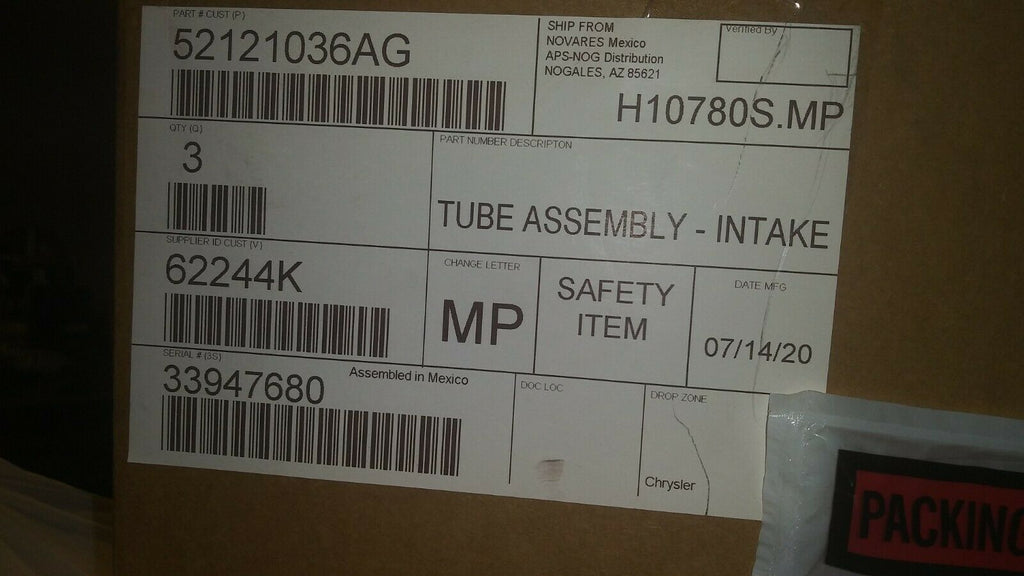 PART # CUST (P)
52121036AG
SHIP FROM
NOVARES Mexico
APS-NOG Distribution
NOGALES, AZ 85621
Verified By
H10780S.MP
QTY (Q)
3
PART NUMBER DESCRIPTON
TUBE ASSEMBLY - INTAKE
SUPPLIER ID CUST (V)
62244K
CHANGE LETTER
MP
SAFETY
ITEM
DATE MFG
07/14/20
SERIAL # (3S)
33947680
Assembled in Mexico
DOC LOC
DROP ZONE
Chrysler
PACKING